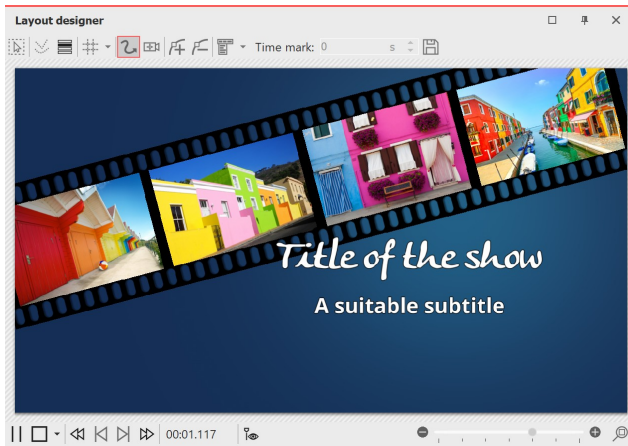 Layout designer
Time mark: 0 s
Title of the show
A suitable subtitle
00:01.117